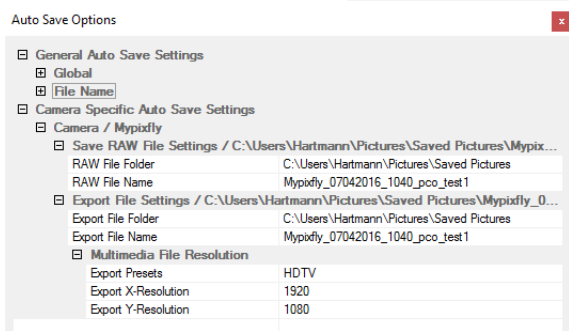 Auto Save Options
x
General Auto Save Settings
Global
File Name
Camera Specific Auto Save Settings
Camera / Mypixfly
Save RAW File Settings / C:\Users\Hartmann\Pictures\Saved Pictures\Mypix...
RAW File Folder C:\Users\Hartmann\Pictures\Saved Pictures
RAW File Name Mypixfly_07042016_1040_pco_test1
Export File Settings / C:\Users\Hartmann\Pictures\Saved Pictures\Mypixfly_0...
Export File Folder C:\Users\Hartmann\Pictures\Saved Pictures
Export File Name Mypixfly_07042016_1040_pco_test1
Multimedia File Resolution
Export Presets HDTV
Export X-Resolution 1920
Export Y-Resolution 1080